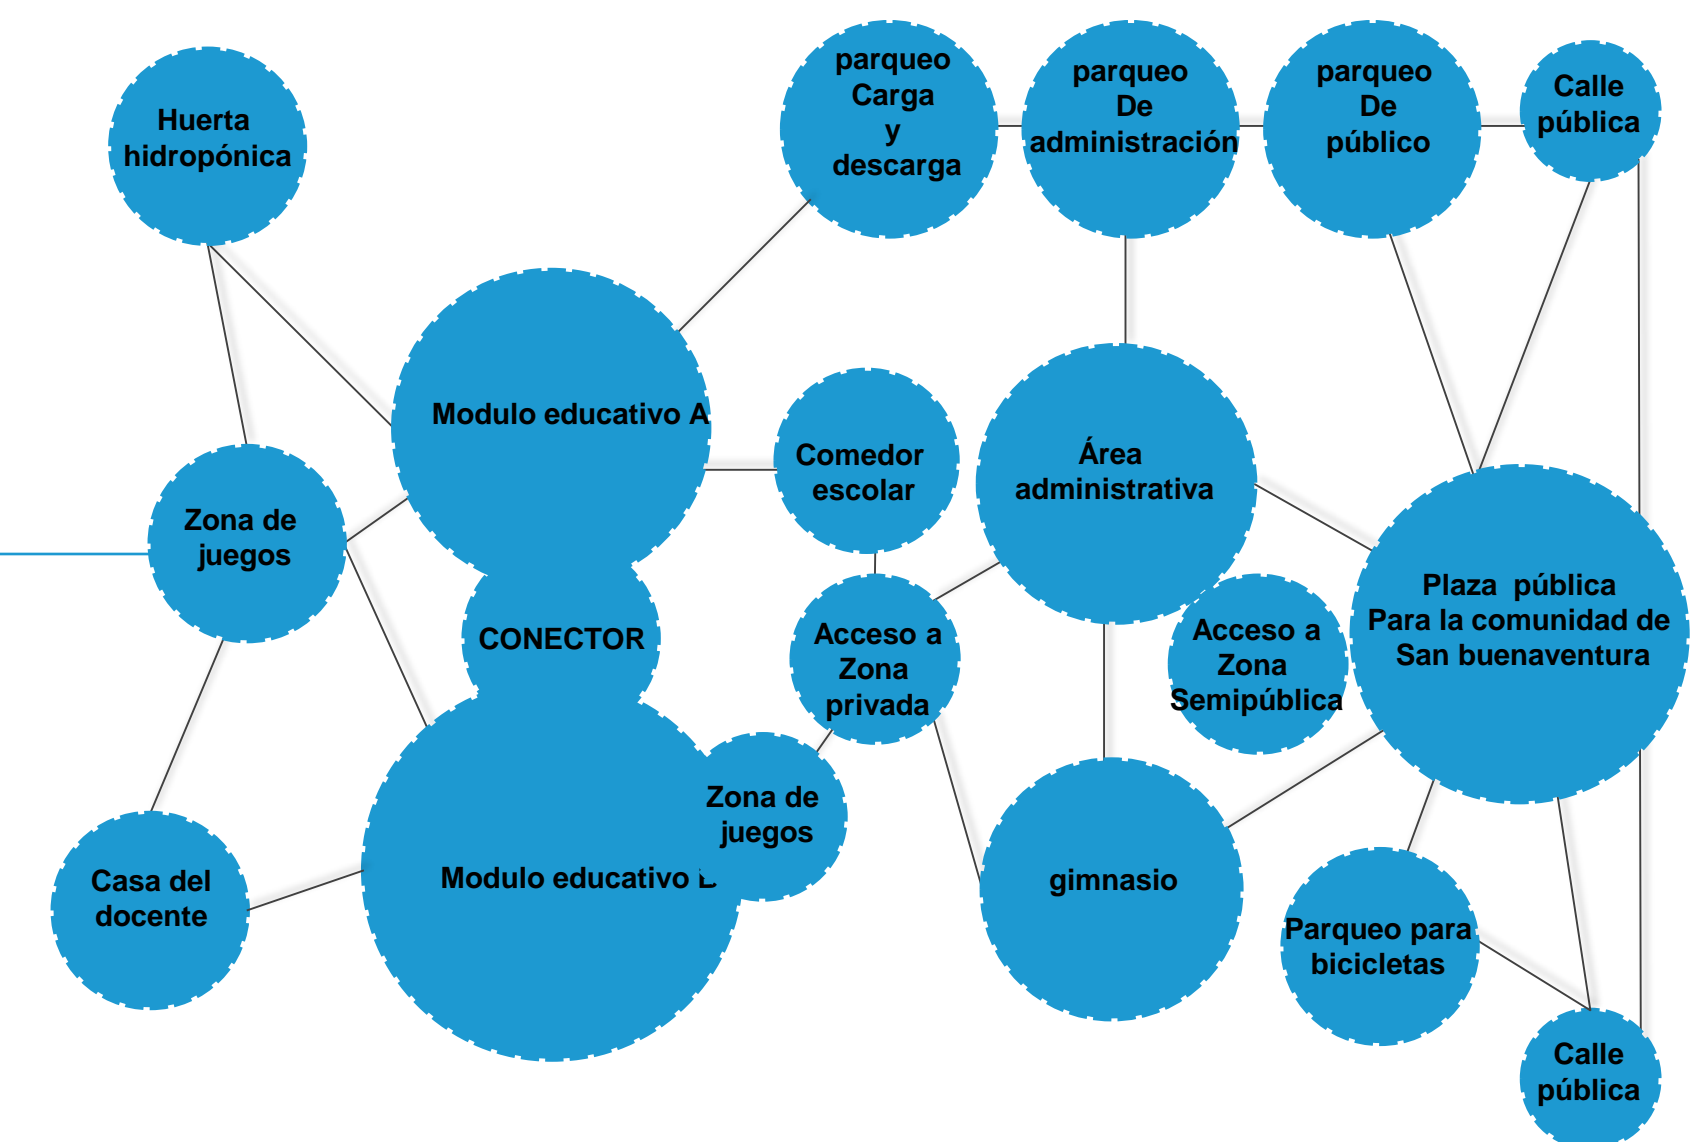 parqueo
Carga
y
descarga
parqueo
De
administración
parqueo
De
público
Calle
pública
Huerta
hidropónica
Modulo educativo A
Comedor
escolar
Área
administrativa
Zona de
juegos
Plaza  pública
Para la comunidad de
San buenaventura
CONECTOR
Acceso a
Zona
privada
Acceso a
Zona
Semipública
Zona de
juegos
Casa del
docente
Modulo educativo
gimnasio
Parqueo para
bicicletas
Calle
pública